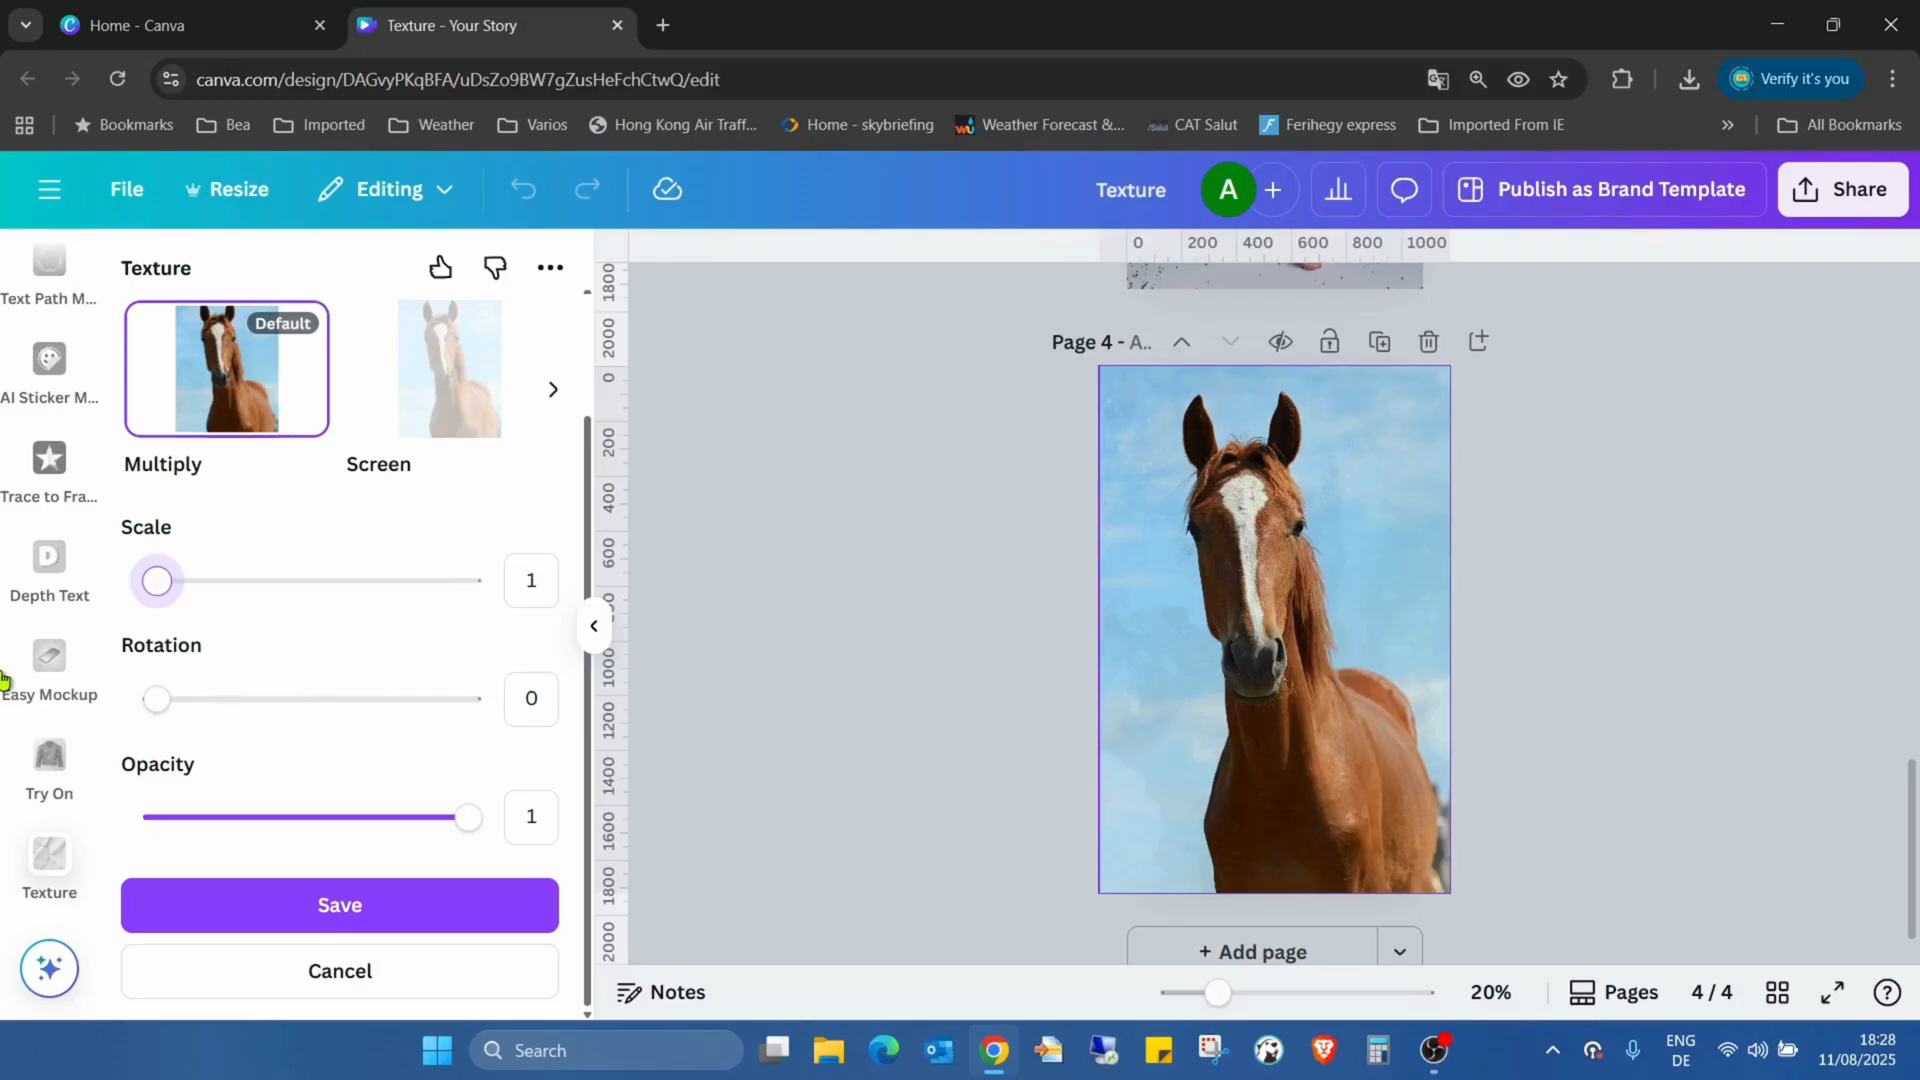 Home - Canva
Texture - Your Story
canva.com/design/DAGvyPKqBFA/uDsZo9BW7gZusHeFchCtwQ/edit
Verify it's you
Bookmarks
Bea
Imported
Weather
Varios
Hong Kong Air Traff...
Home - skybriefing
Weather Forecast &...
CAT Salut
Ferihegy express
Imported From IE
All Bookmarks
File
Resize
Editing
Texture
A
Publish as Brand Template
Share
Text Path M...
AI Sticker M...
Trace to Fra...
Depth Text
Easy Mockup
Try On
Texture
Texture
Default
Multiply
Screen
Scale
1
Rotation
0
Opacity
1
Save
Cancel
0 200 400 600 800 1000
1800
2000
0
200
400
600
1000
1200
1400
1600
1800
2000
Page 4 - A..
+ Add page
Notes
20%
Pages
4 / 4
Search
ENG
DE
18:28
11/08/2025